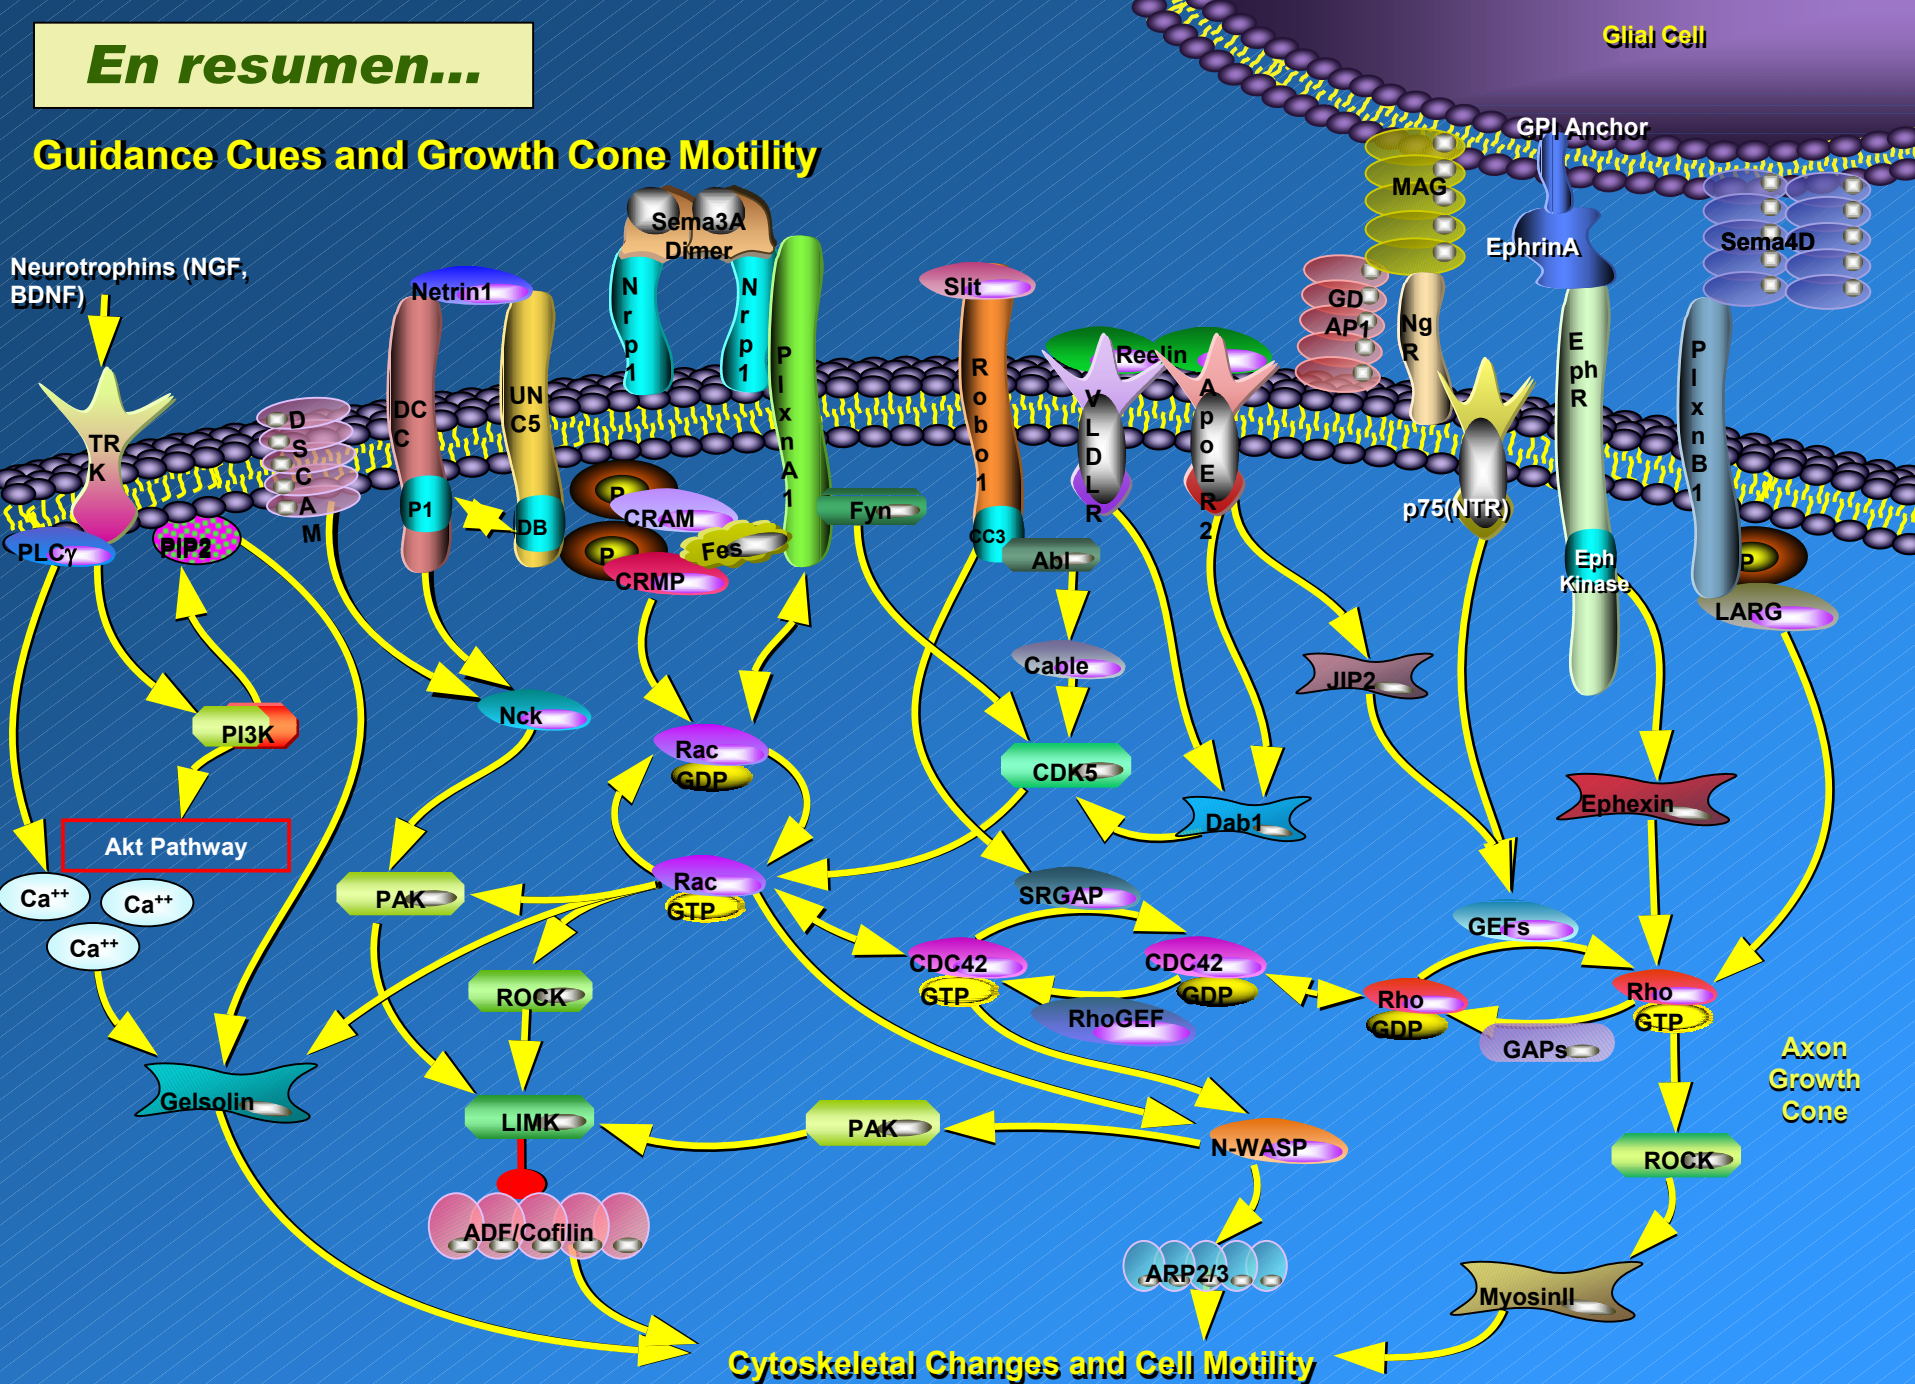 En resumen...
Guidance Cues and Growth Cone Motility
Glial Cell
GPI Anchor
MAG
EphrinA
Sema4D
Sema3A
Dimer
Neurotrophins (NGF,
BDNF)
Netrin1
Nrp1
Nrp1
PlxnA1
Slit
Robo1
Reelin
VLDLR
ApoER2
GD
AP1
Ng
R
EphR
PlxnB1
TR
K
DSCAM
DC
C
UN
C5
P1
DB
P
CRAM
Fes
P
CRMP
Fyn
CC3
Abl
p75(NTR)
Eph
Kinase
P
LARG
PLCγ
PIP2
PI3K
Nck
Cable
JIP2
Rac
GDP
CDK5
Dab1
Ephexin
Akt Pathway
Ca++
Ca++
Ca++
PAK
Rac
GTP
SRGAP
GEFs
CDC42
GTP
CDC42
GDP
RhoGEF
Rho
GDP
Rho
GTP
GAPs
ROCK
Axon
Growth
Cone
Gelsolin
LIMK
PAK
N-WASP
ROCK
ADF/Cofilin
ARP2/3
MyosinII
Cytoskeletal Changes and Cell Motility